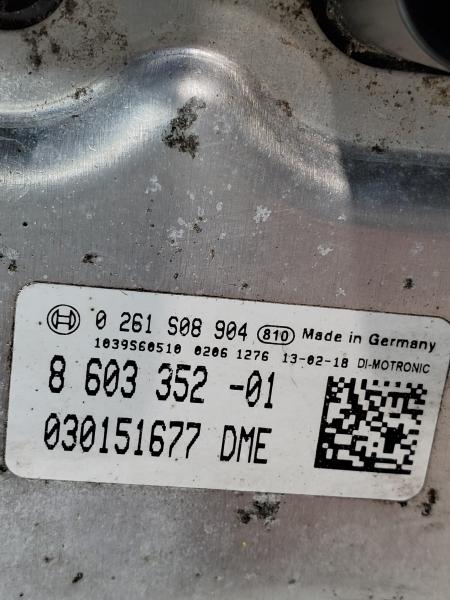 0 261 S08 904 810 Made in Germany
1039S60510 0206 1276 13-02-18 DI-MOTRONIC
8 603 352 -01
030151677 DME